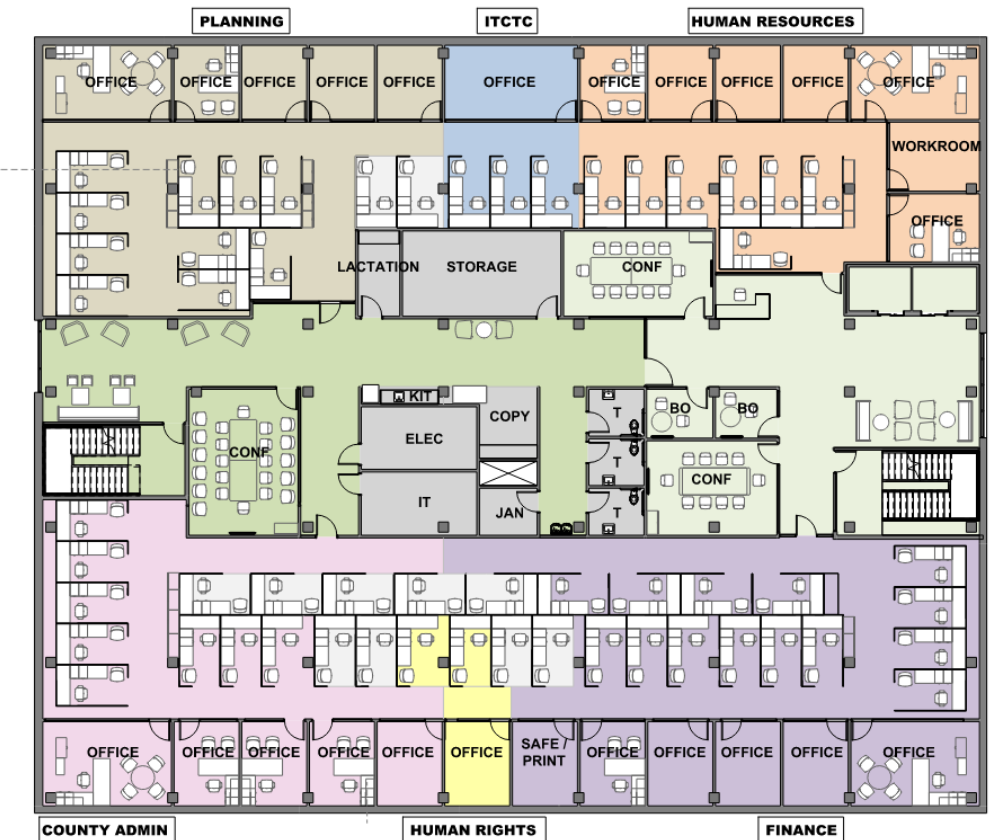 PLANNING
ITCTC
HUMAN RESOURCES
OFFICE
OFFICE
OFFICE
OFFICE
OFFICE
OFFICE
OFFICE
OFFICE
OFFICE
OFFICE
OFFICE
WORKROOM
OFFICE
LACTATION
STORAGE
CONF
KIT
COPY
T
BO
BO
ELEC
CONF
T
CONF
IT
JAN
T
OFFICE
OFFICE
OFFICE
OFFICE
OFFICE
OFFICE
SAFE /
PRINT
OFFICE
OFFICE
OFFICE
OFFICE
OFFICE
COUNTY ADMIN
HUMAN RIGHTS
FINANCE